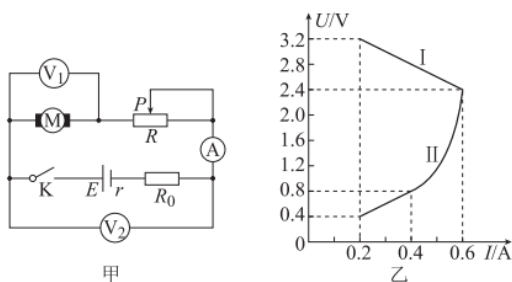 V₁
M
P
R
A
K
E
r
R₀
V₂
甲
U/V
3.2
2.8
2.4
2.0
1.6
1.2
0.8
0.4
0
Ⅰ
Ⅱ
0.2 0.4 0.6 I/A
乙